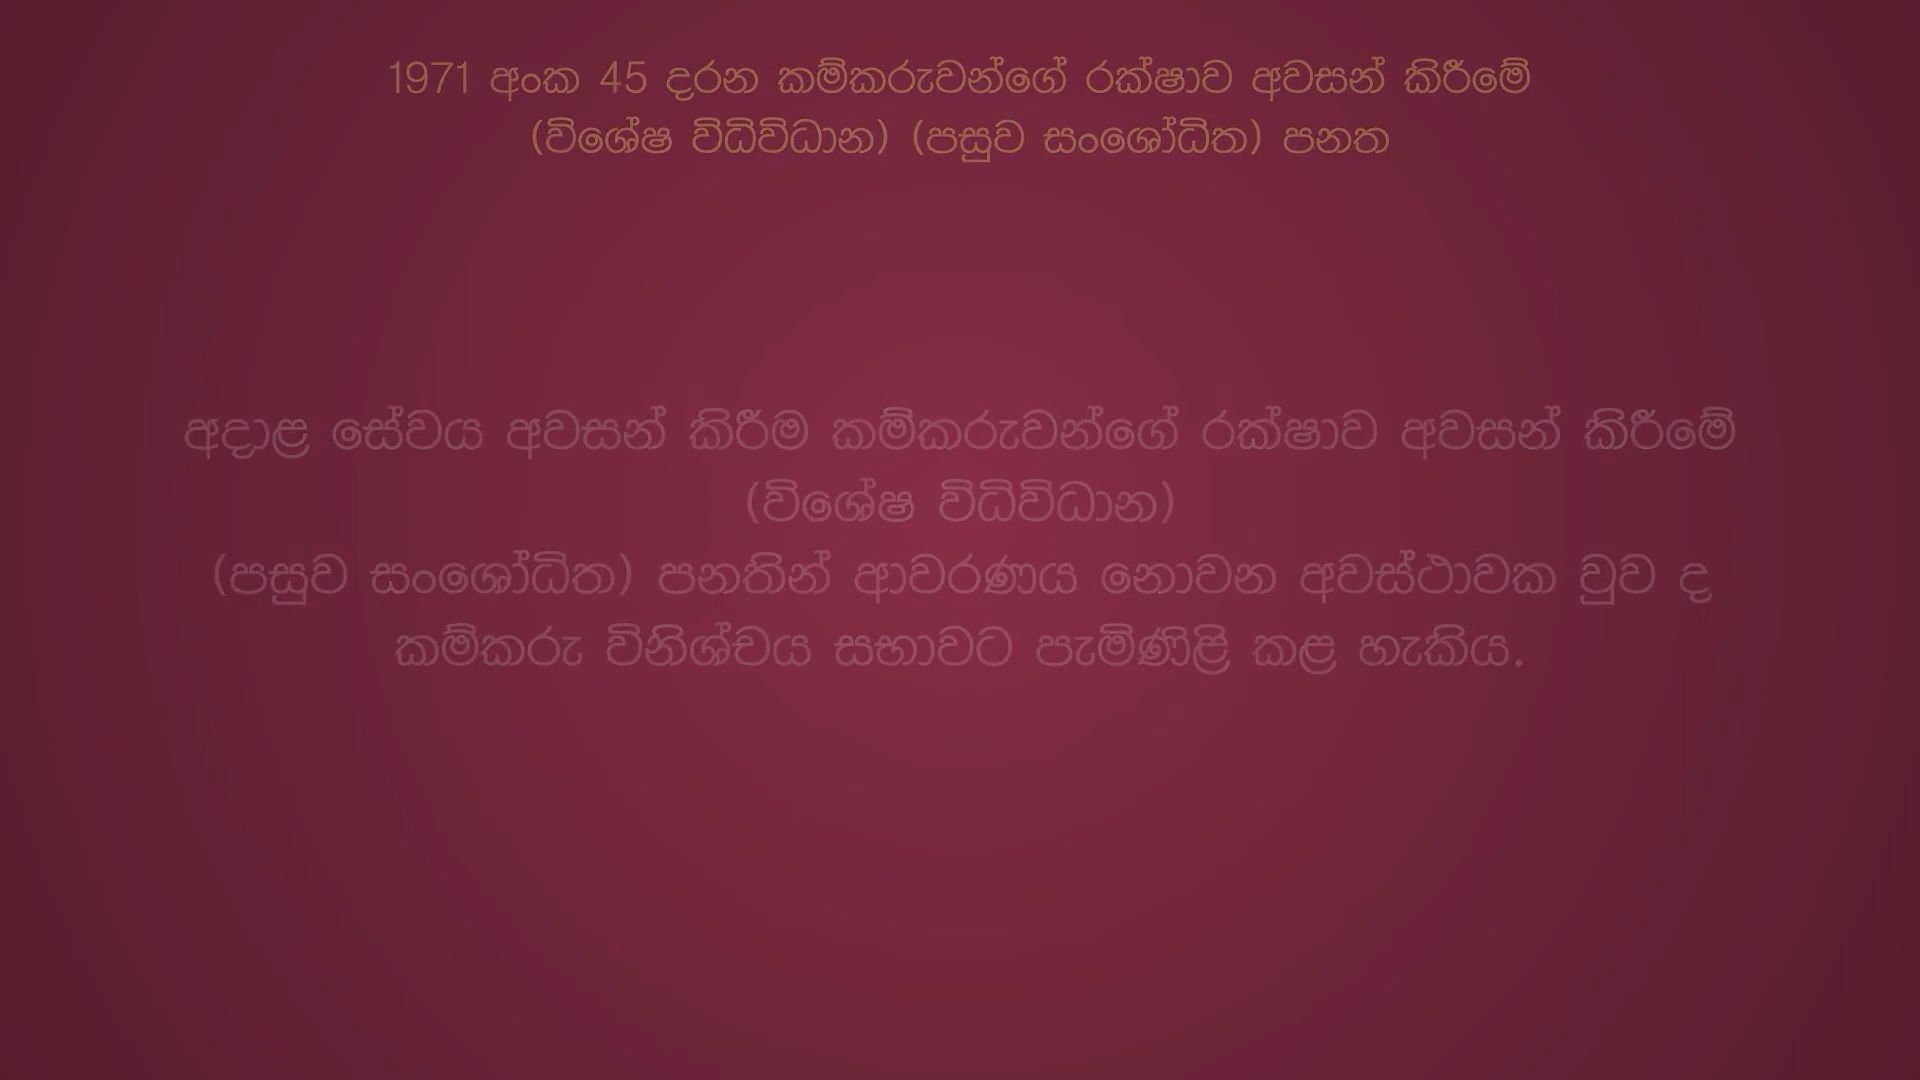 1971 අංක 45 දරන කම්කරුවන්ගේ රක්ෂාව අවසන් කිරීමේ
(විශේෂ විධිවිධාන) (පසුව සංශෝධිත) පනත
අදාළ සේවය අවසන් කිරීම කම්කරුවන්ගේ රක්ෂාව අවසන් කිරීමේ
(විශේෂ විධිවිධාන)
(පසුව සංශෝධිත) පනතින් ආවරණය නොවන අවස්ථාවක වුව ද
කම්කරු විනිශ්චය සභාවට පැමිණිළි කළ හැකිය.